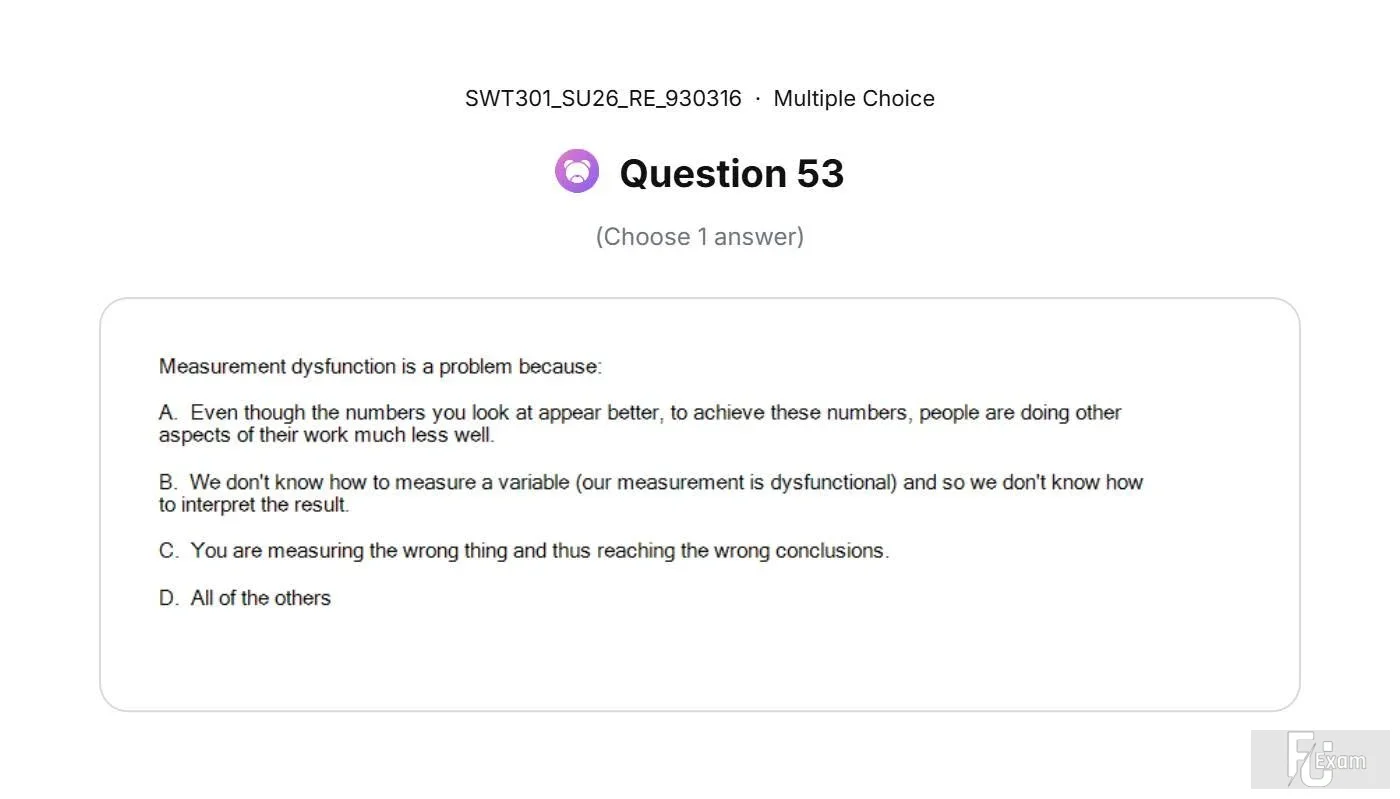 SWT301_SU26_RE_930316 · Multiple Choice
Question 53
(Choose 1 answer)
Measurement dysfunction is a problem because:
A. Even though the numbers you look at appear better, to achieve these numbers, people are doing other
aspects of their work much less well.
B. We don't know how to measure a variable (our measurement is dysfunctional) and so we don't know how
to interpret the result.
C. You are measuring the wrong thing and thus reaching the wrong conclusions.
D. All of the others
FU Exam